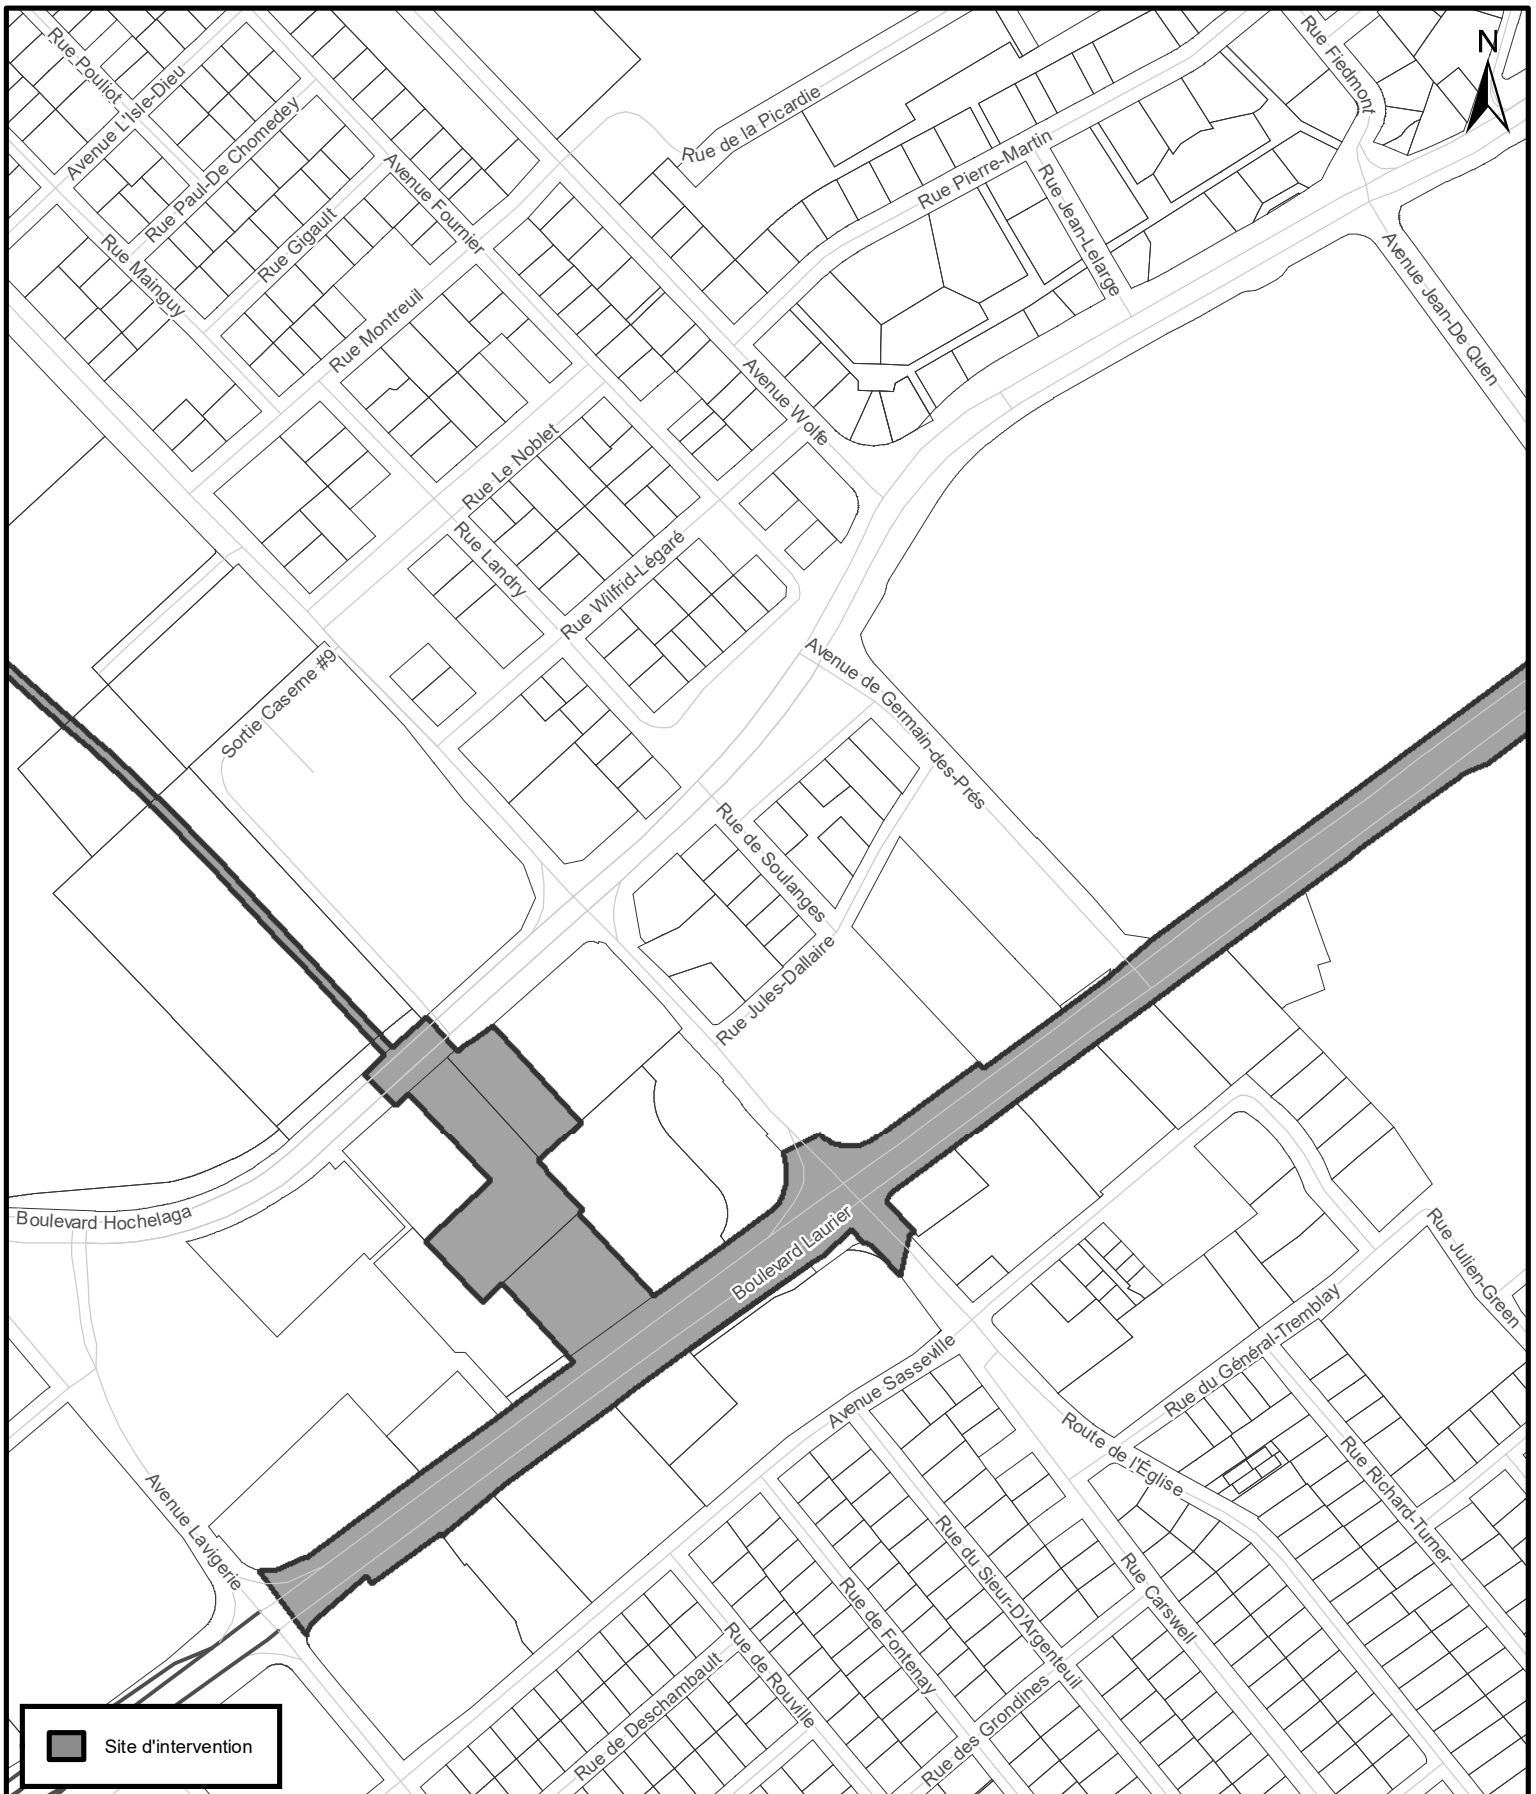 Rue Pouliot
Avenue L'Isle-Dieu
Rue Paul-De Chomedey
Rue Gigault
Rue Mainguy
Avenue Fournier
Rue Montreuil
Rue de la Picardie
Rue Pierre-Martin
Rue Jean-Lelarge
Rue Fiedmont
N
Avenue Jean-De Quen
Avenue Wolfe
Rue Le Noblet
Rue Landry
Rue Wilfrid-Légaré
Sortie Caserne #9
Avenue de Germain-des-Prés
Rue de Soulanges
Rue Jules-Dallaire
Boulevard Hochelaga
Boulevard Laurier
Rue Julien-Green
Rue du Général-Tremblay
Avenue Sasseville
Route de l'Église
Rue Richard-Turner
Avenue Lavigerie
Rue du Sieur-D'Argenteuil
Rue Carswell
Rue de Fontenay
Rue de Rouville
Rue de Deschambault
Rue des Grondines
Site d'intervention